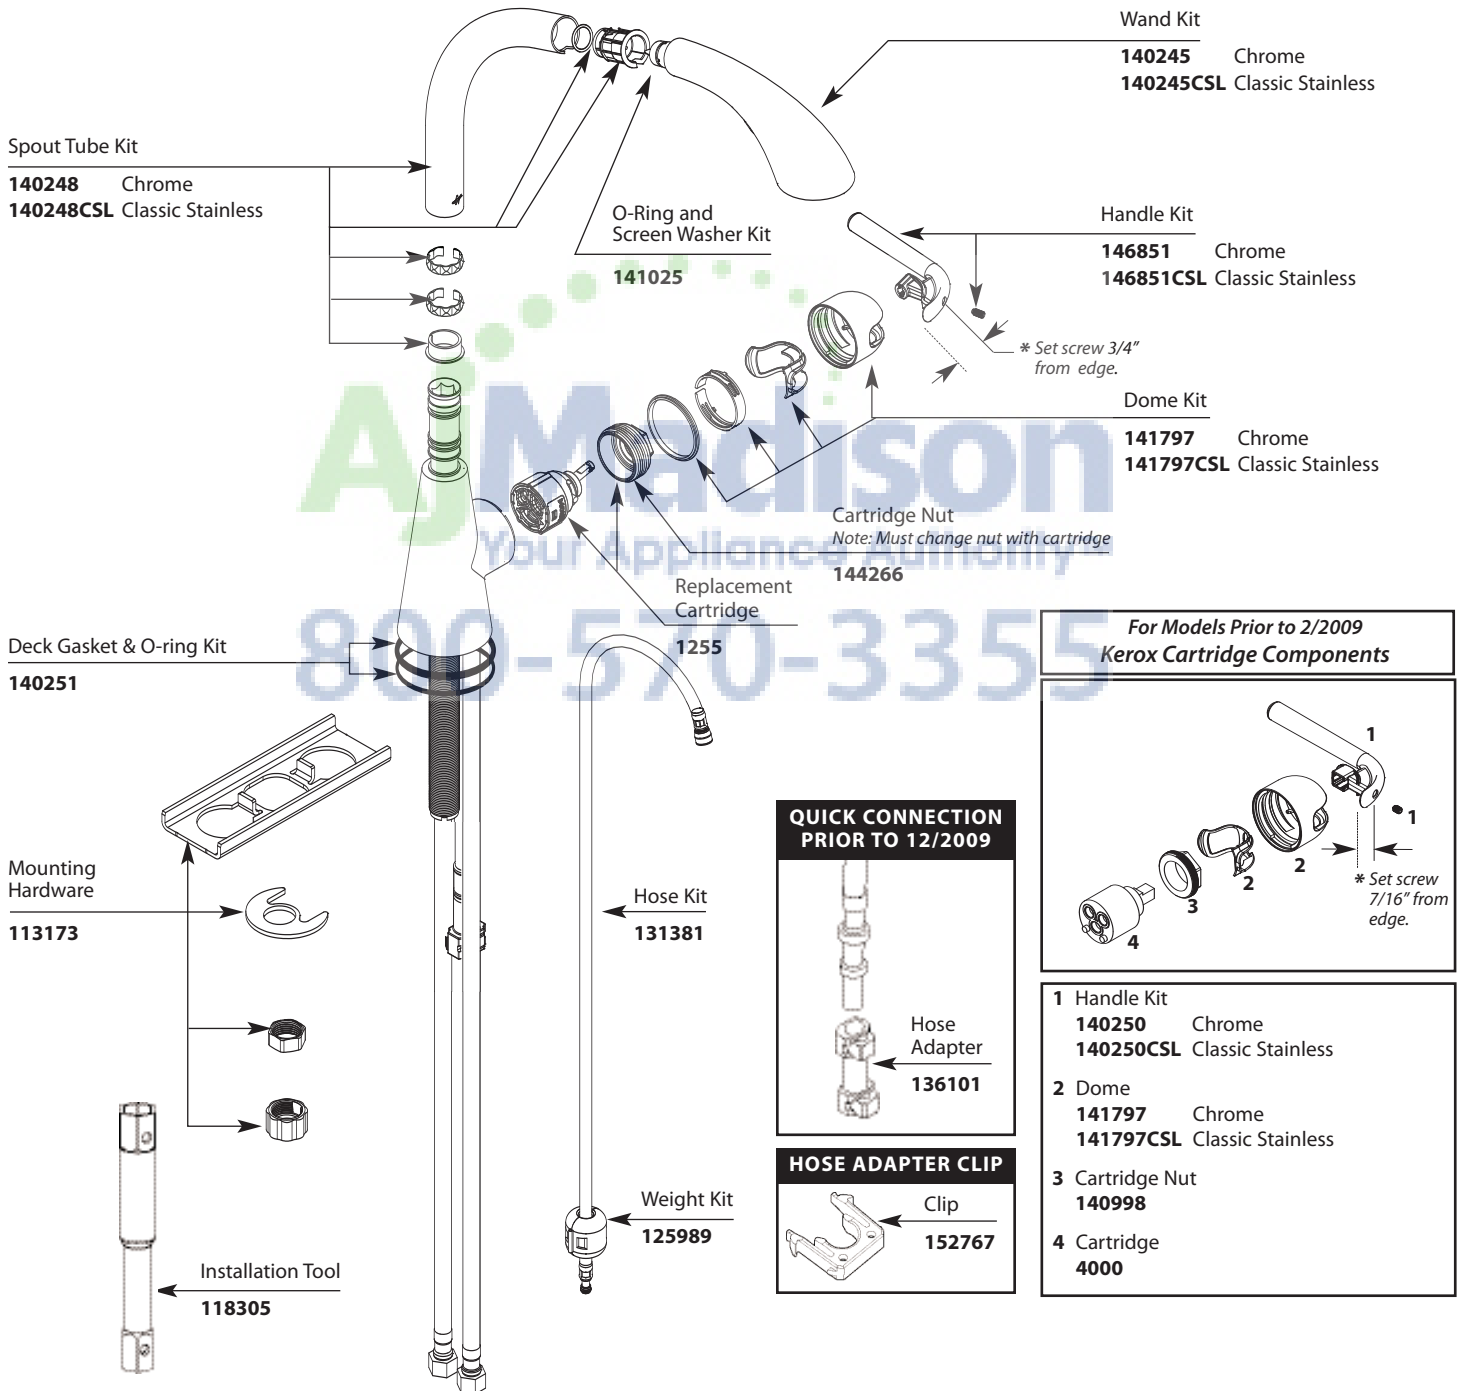 Wand Kit
140245 Chrome
140245CSL Classic Stainless
Spout Tube Kit
140248 Chrome
140248CSL Classic Stainless
O-Ring and
Screen Washer Kit
141025
Handle Kit
146851 Chrome
146851CSL Classic Stainless
* Set screw 3/4”
from edge.
Dome Kit
141797 Chrome
141797CSL Classic Stainless
AjMadison
Your Appliance Authority
800-570-3355
Cartridge Nut
Note: Must change nut with cartridge
144266
Replacement
Cartridge
1255
Deck Gasket & O-ring Kit
140251
For Models Prior to 2/2009
Kerox Cartridge Components
1
1
2
2
3
4
* Set screw
7/16” from
edge.
Mounting
Hardware
113173
Hose Kit
131381
QUICK CONNECTION
PRIOR TO 12/2009
Hose
Adapter
136101
HOSE ADAPTER CLIP
Clip
152767
Weight Kit
125989
Installation Tool
118305
1 Handle Kit
140250 Chrome
140250CSL Classic Stainless
2 Dome
141797 Chrome
141797CSL Classic Stainless
3 Cartridge Nut
140998
4 Cartridge
4000